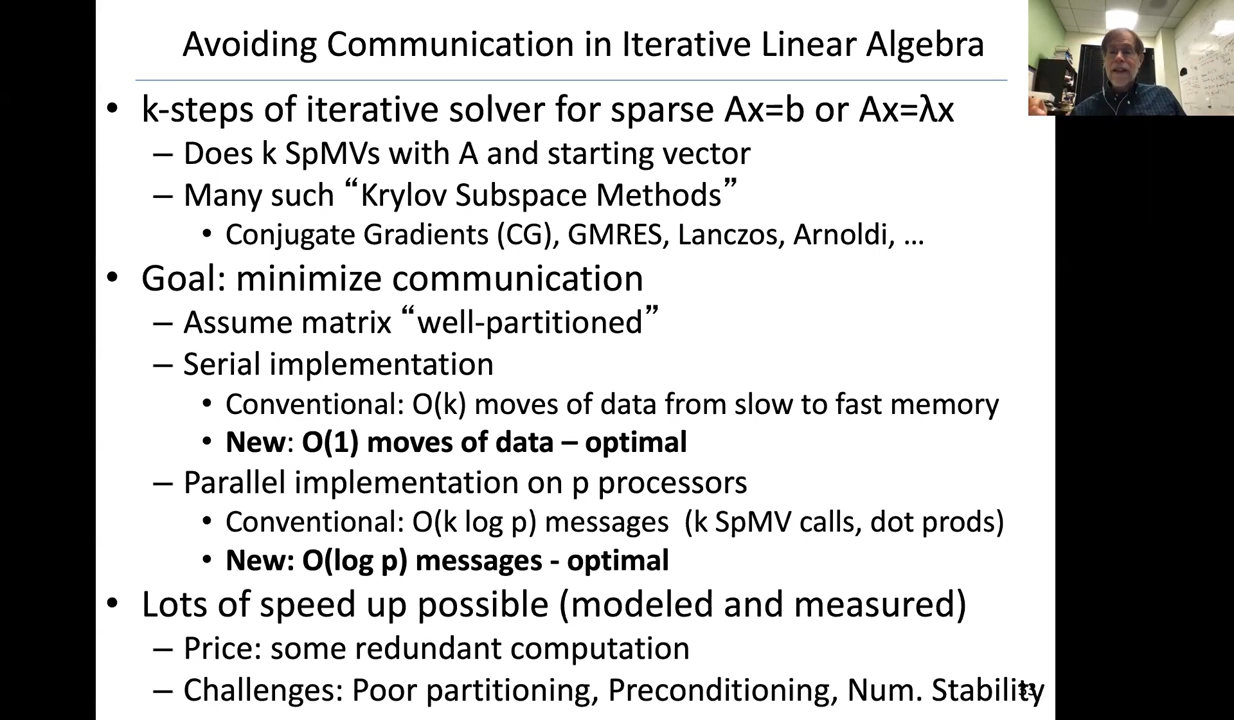 Avoiding Communication in Iterative Linear Algebra
• k-steps of iterative solver for sparse Ax=b or Ax=λx
– Does k SpMVs with A and starting vector
– Many such “Krylov Subspace Methods”
• Conjugate Gradients (CG), GMRES, Lanczos, Arnoldi, …
• Goal: minimize communication
– Assume matrix “well-partitioned”
– Serial implementation
• Conventional: O(k) moves of data from slow to fast memory
• New: O(1) moves of data – optimal
– Parallel implementation on p processors
• Conventional: O(k log p) messages (k SpMV calls, dot prods)
• New: O(log p) messages - optimal
• Lots of speed up possible (modeled and measured)
– Price: some redundant computation
– Challenges: Poor partitioning, Preconditioning, Num. Stability
33